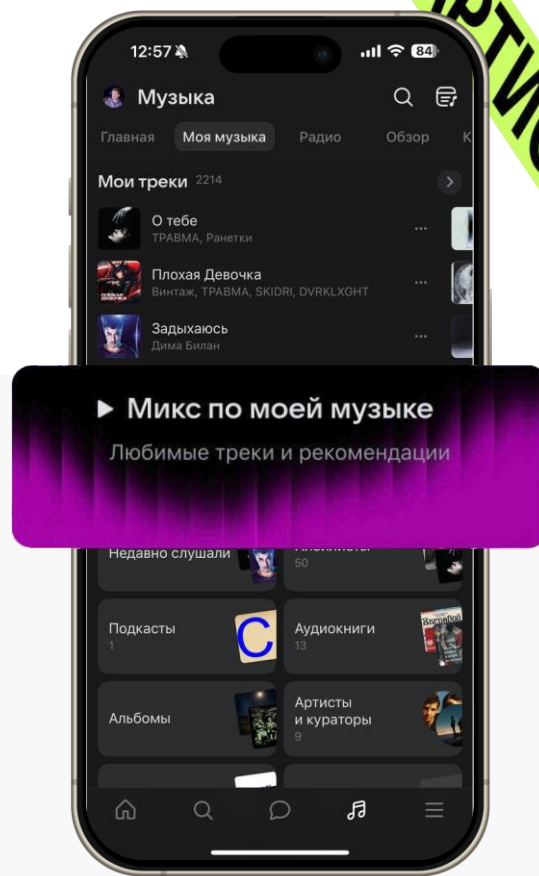 12:57
84
Музыка
Главная Моя музыка Радио Обзор К
Мои треки 2214
О тебе
ТРАВМА, Ранетки
Плохая Девочка
Винтаж, ТРАВМА, SKIDRI, DVRKLXGHT
Задыхаюсь
Дима Билан
Микс по моей музыке
Любимые треки и рекомендации
Недавно слушали
50
Подкасты
1
Аудиокниги
13
Альбомы
Артисты
и кураторы
9